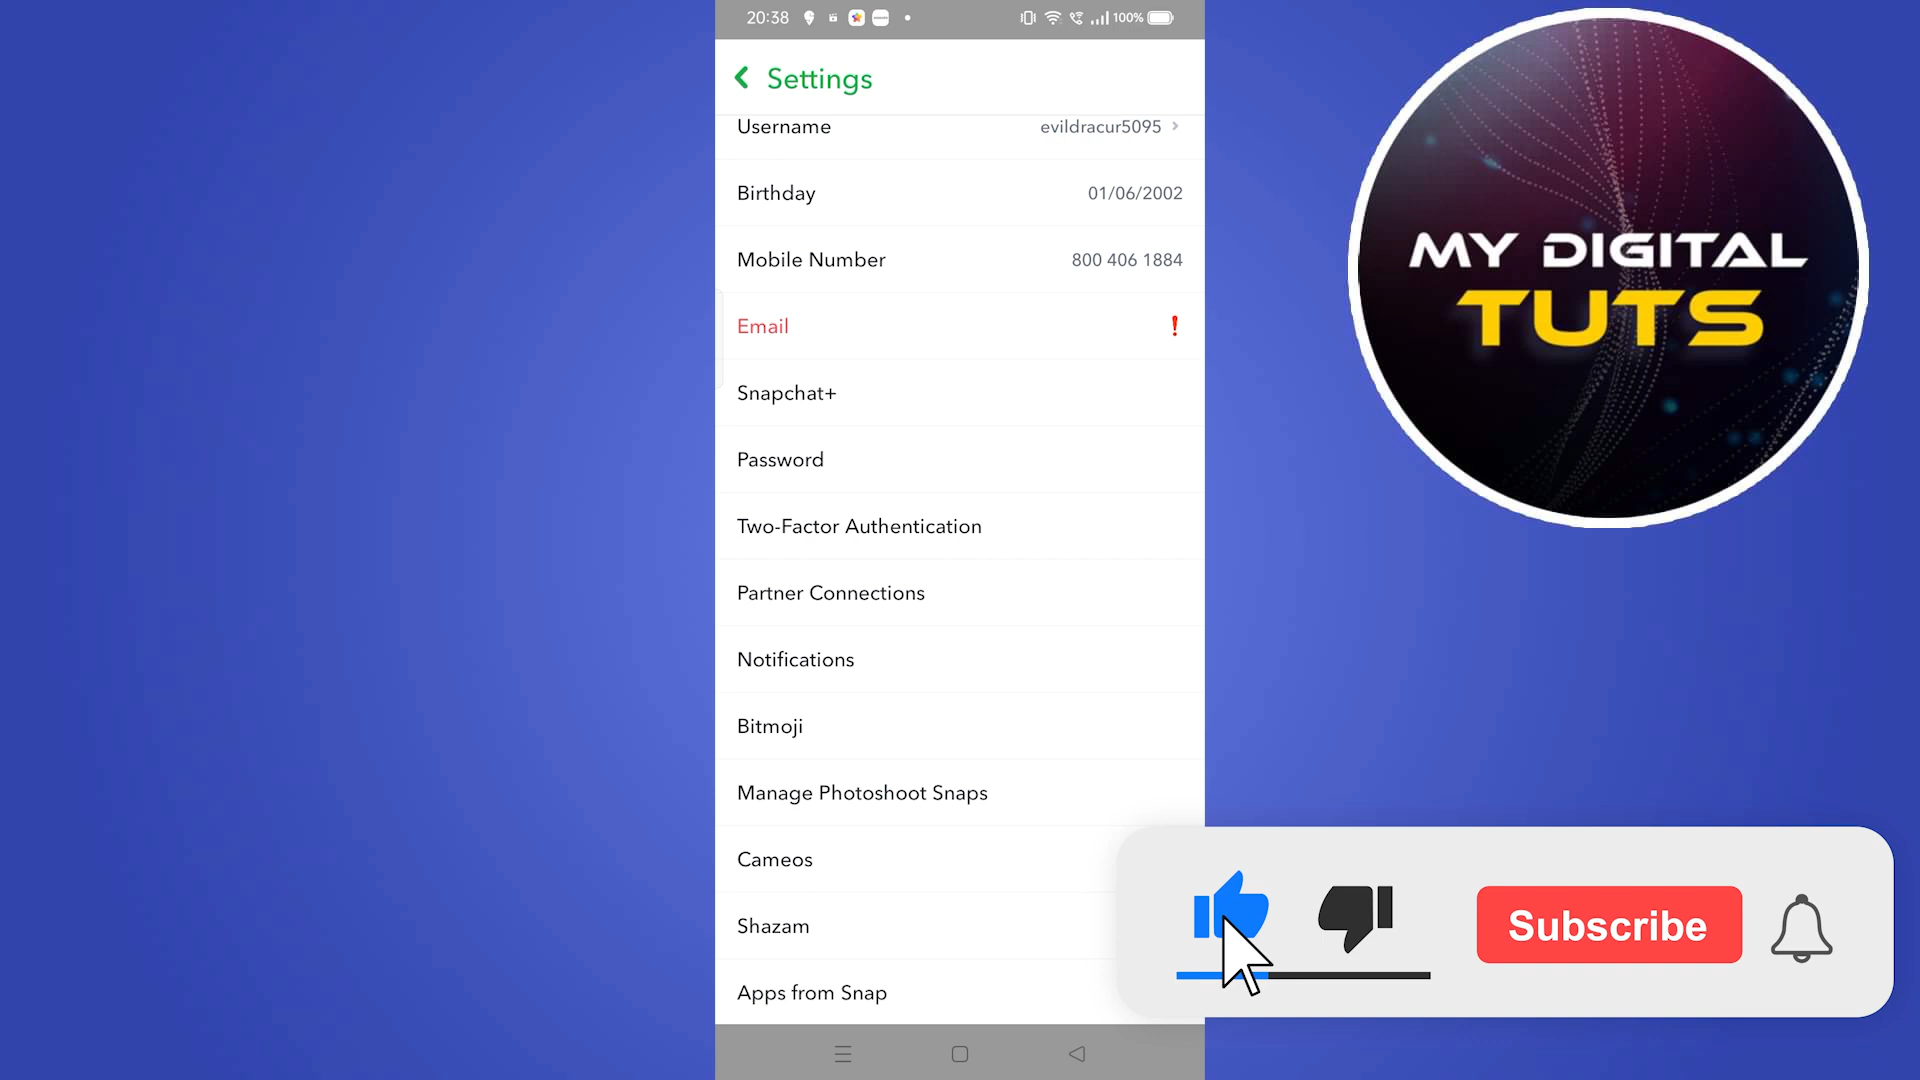 20:38
100%
Settings
Username evildracur5095
Birthday 01/06/2002
Mobile Number 800 406 1884
Email
Snapchat+
Password
Two-Factor Authentication
Partner Connections
Notifications
Bitmoji
Manage Photoshoot Snaps
Cameos
Shazam
Apps from Snap
MY DIGITAL
TUTS
Subscribe